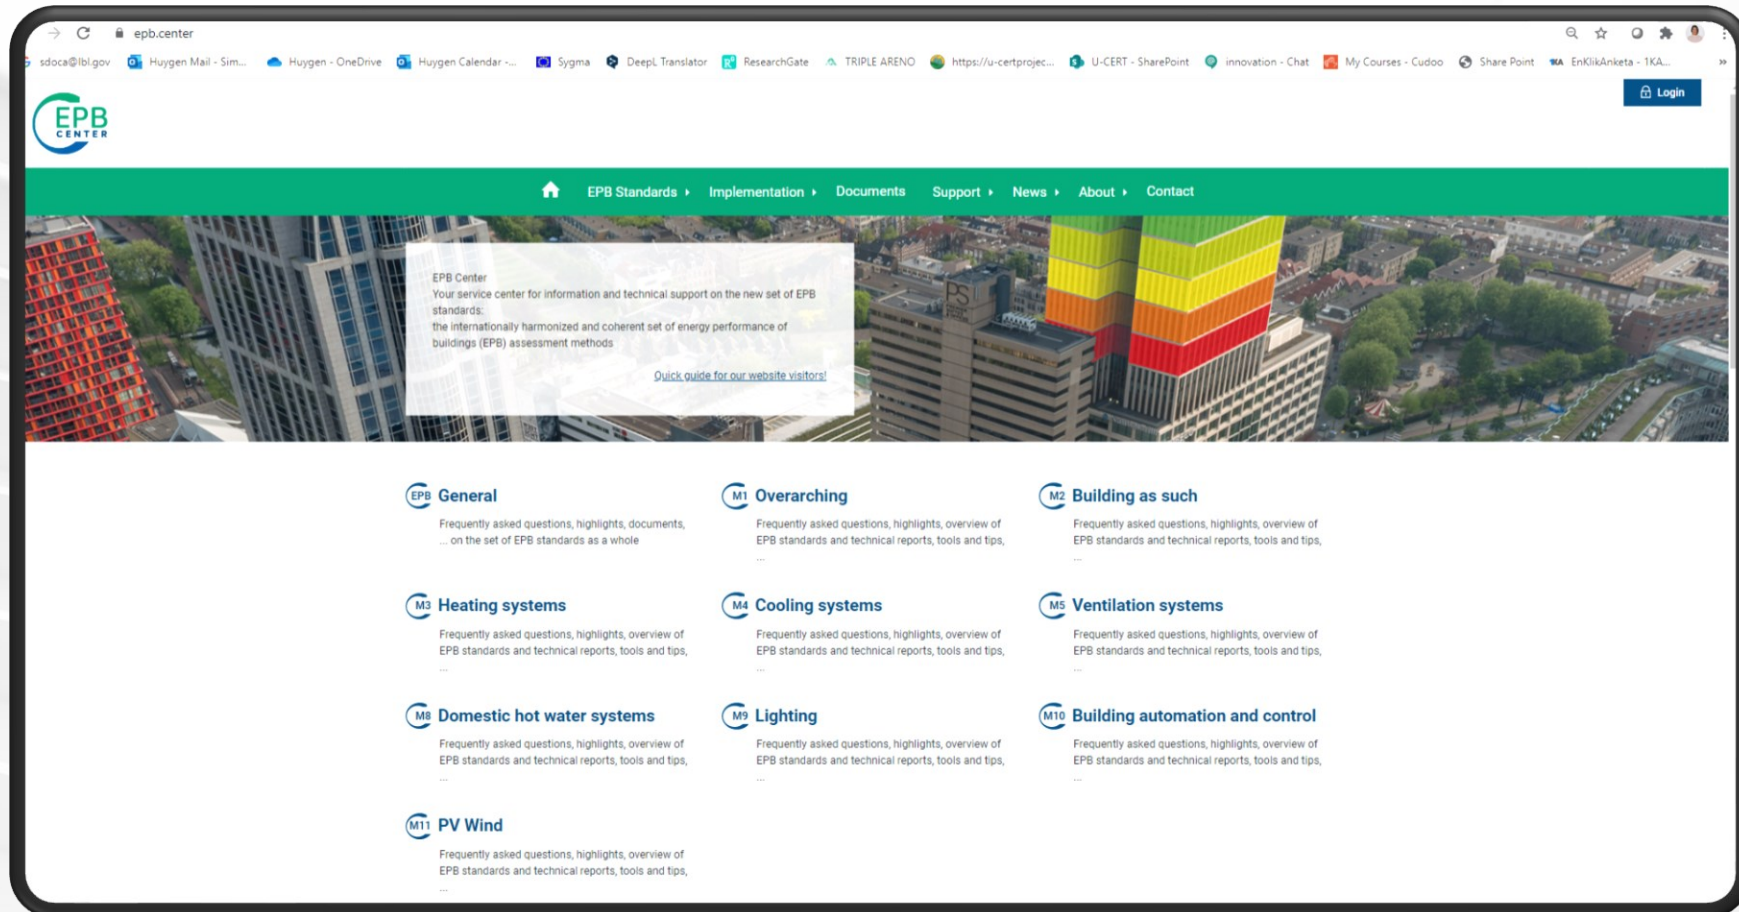 epb.center
sdoca@lbl.gov Huygen Mail - Sim... Huygen - OneDrive Huygen Calendar -... Sygma DeepL Translator ResearchGate TRIPLE ARENO https://u-certprojec... U-CERT - SharePoint innovation - Chat My Courses - Cudoo Share Point 1KA EnKlikAnketa - 1KA... »
Login
EPB
CENTER
EPB Standards Implementation Documents Support News About Contact
EPB Center
Your service center for information and technical support on the new set of EPB
standards:
the internationally harmonized and coherent set of energy performance of
buildings (EPB) assessment methods
Quick guide for our website visitors!
PS
EPB General
Frequently asked questions, highlights, documents,
... on the set of EPB standards as a whole
M1 Overarching
Frequently asked questions, highlights, overview of
EPB standards and technical reports, tools and tips,
...
M2 Building as such
Frequently asked questions, highlights, overview of
EPB standards and technical reports, tools and tips,
...
M3 Heating systems
Frequently asked questions, highlights, overview of
EPB standards and technical reports, tools and tips,
...
M4 Cooling systems
Frequently asked questions, highlights, overview of
EPB standards and technical reports, tools and tips,
...
M5 Ventilation systems
Frequently asked questions, highlights, overview of
EPB standards and technical reports, tools and tips,
...
M8 Domestic hot water systems
Frequently asked questions, highlights, overview of
EPB standards and technical reports, tools and tips,
...
M9 Lighting
Frequently asked questions, highlights, overview of
EPB standards and technical reports, tools and tips,
...
M10 Building automation and control
Frequently asked questions, highlights, overview of
EPB standards and technical reports, tools and tips,
...
M11 PV Wind
Frequently asked questions, highlights, overview of
EPB standards and technical reports, tools and tips,
...